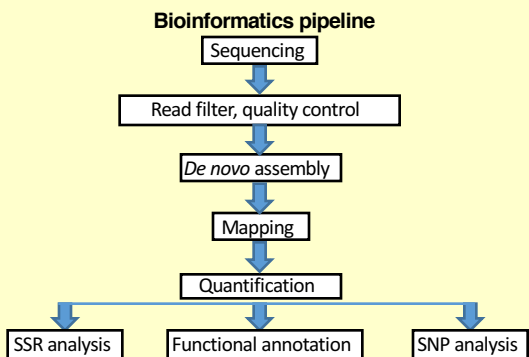 Bioinformatics pipeline
Sequencing
Read filter, quality control
De novo assembly
Mapping
Quantification
SSR analysis
Functional annotation
SNP analysis